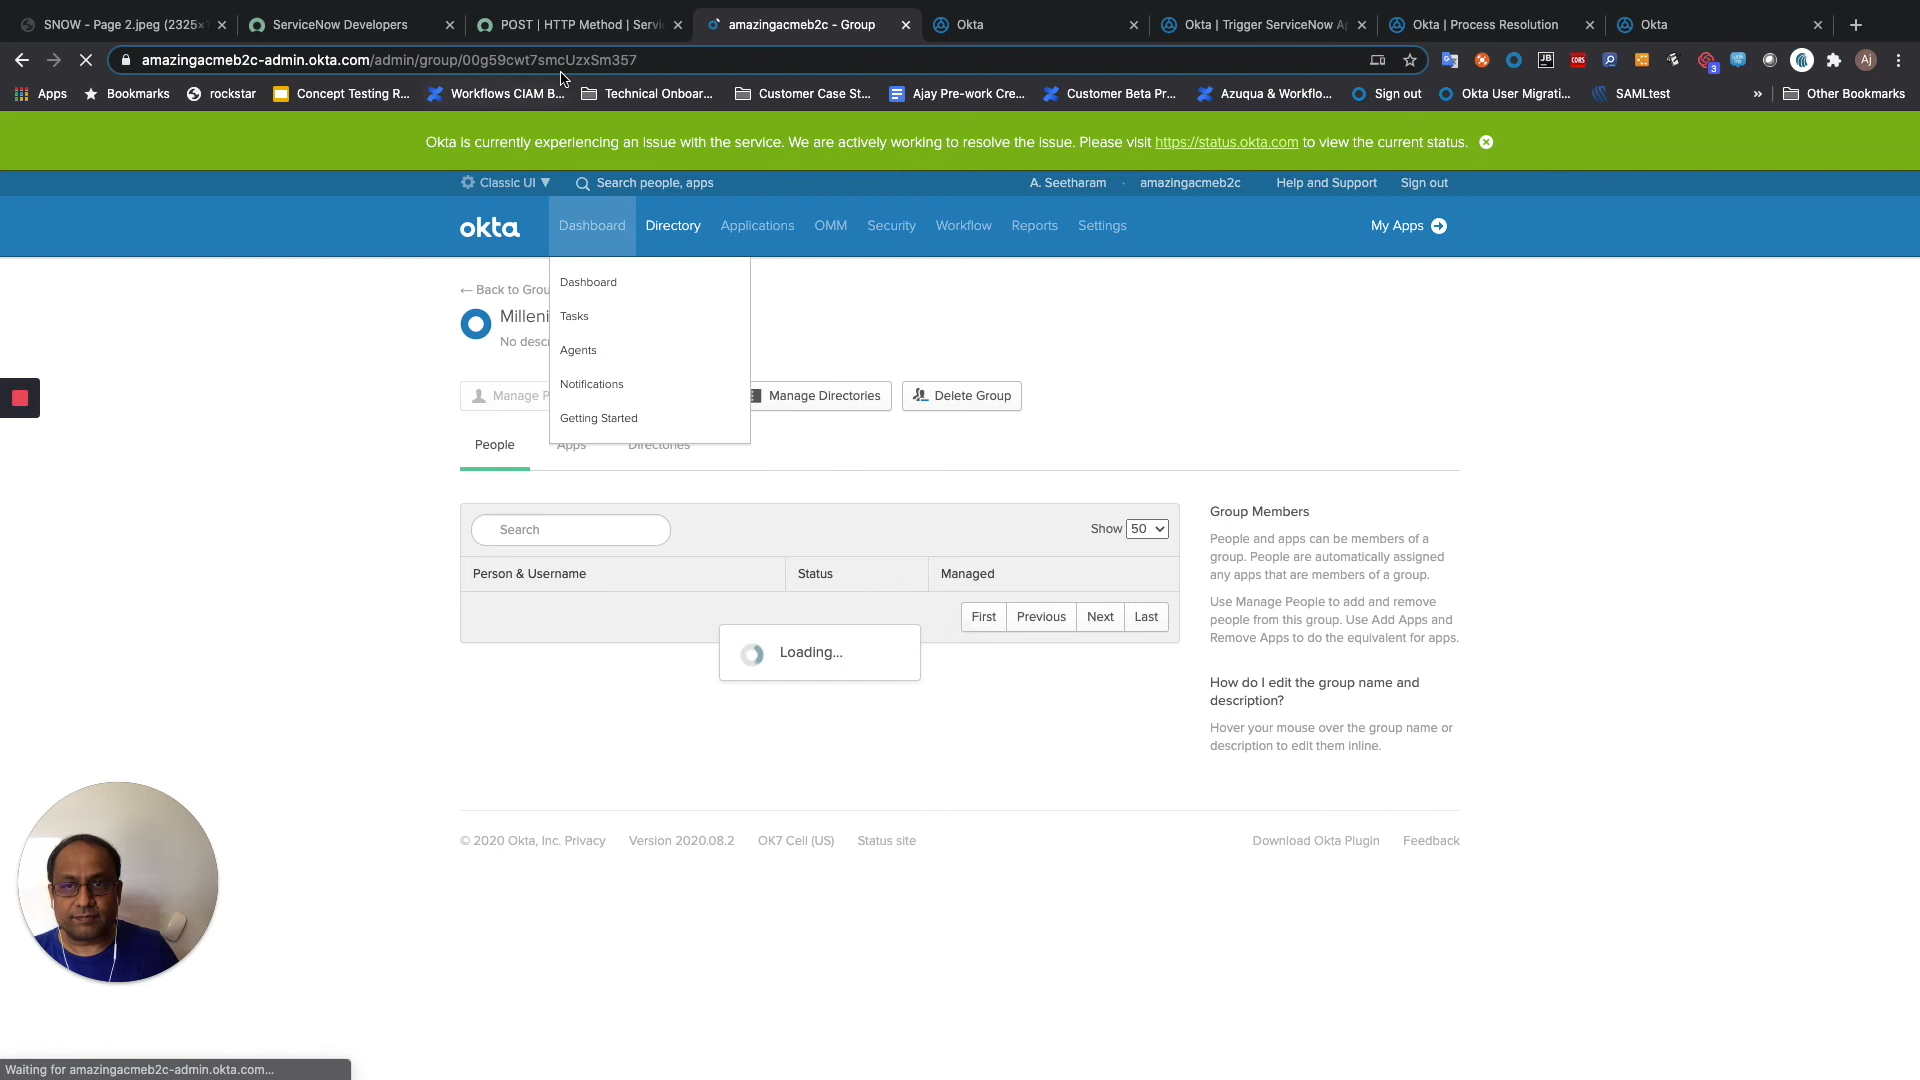 SNOW - Page 2.jpeg (2325×
ServiceNow Developers
POST | HTTP Method | Servi
amazingacmeb2c - Group
Okta
Okta | Trigger ServiceNow A
Okta | Process Resolution
Okta
amazingacmeb2c-admin.okta.com/admin/group/00g59cwt7smcUzxSm357
JB
CORS
3
Aj
Apps
Bookmarks
rockstar
Concept Testing R...
Workflows CIAM B...
Technical Onboar...
Customer Case St...
Ajay Pre-work Cre...
Customer Beta Pr...
Azuqua & Workflo...
Sign out
Okta User Migrati...
SAMLtest
»
Other Bookmarks
Okta is currently experiencing an issue with the service. We are actively working to resolve the issue. Please visit https://status.okta.com to view the current status.
Classic UI ▼
Search people, apps
A. Seetharam · amazingacmeb2c
Help and Support
Sign out
okta
Dashboard
Directory
Applications
OMM
Security
Workflow
Reports
Settings
My Apps
Dashboard
Tasks
Agents
Notifications
Getting Started
← Back to Grou
Milleni
No desc
Manage P
Manage Directories
Delete Group
People
Apps
Directories
Search
Show 50
Person & Username
Status
Managed
First
Previous
Next
Last
Loading...
Group Members
People and apps can be members of a
group. People are automatically assigned
any apps that are members of a group.
Use Manage People to add and remove
people from this group. Use Add Apps and
Remove Apps to do the equivalent for apps.
How do I edit the group name and
description?
Hover your mouse over the group name or
description to edit them inline.
© 2020 Okta, Inc. Privacy
Version 2020.08.2
OK7 Cell (US)
Status site
Download Okta Plugin
Feedback
Waiting for amazingacmeb2c-admin.okta.com...